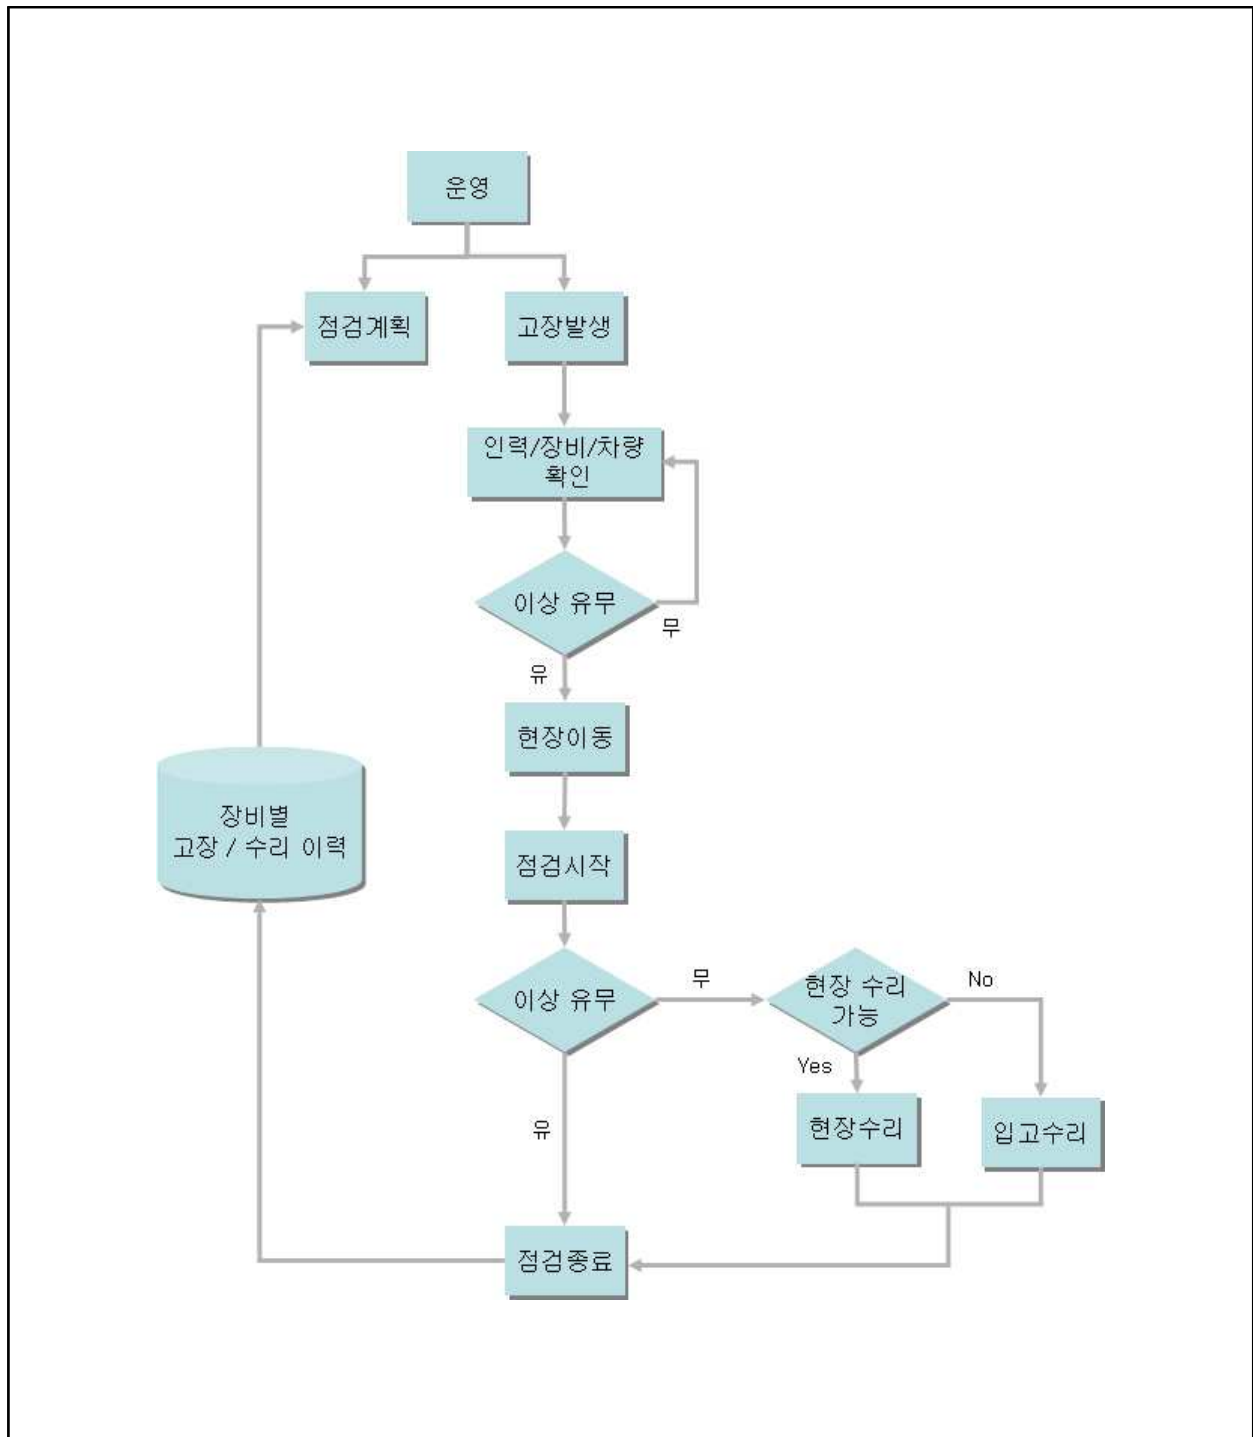 운영
점검계획
고장발생
인력/장비/차량
확인
이상 유무
무
유
현장이동
장비별
고장 / 수리 이력
점검시작
이상 유무
무
현장 수리
가능
No
Yes
유
현장수리
입고수리
점검종료